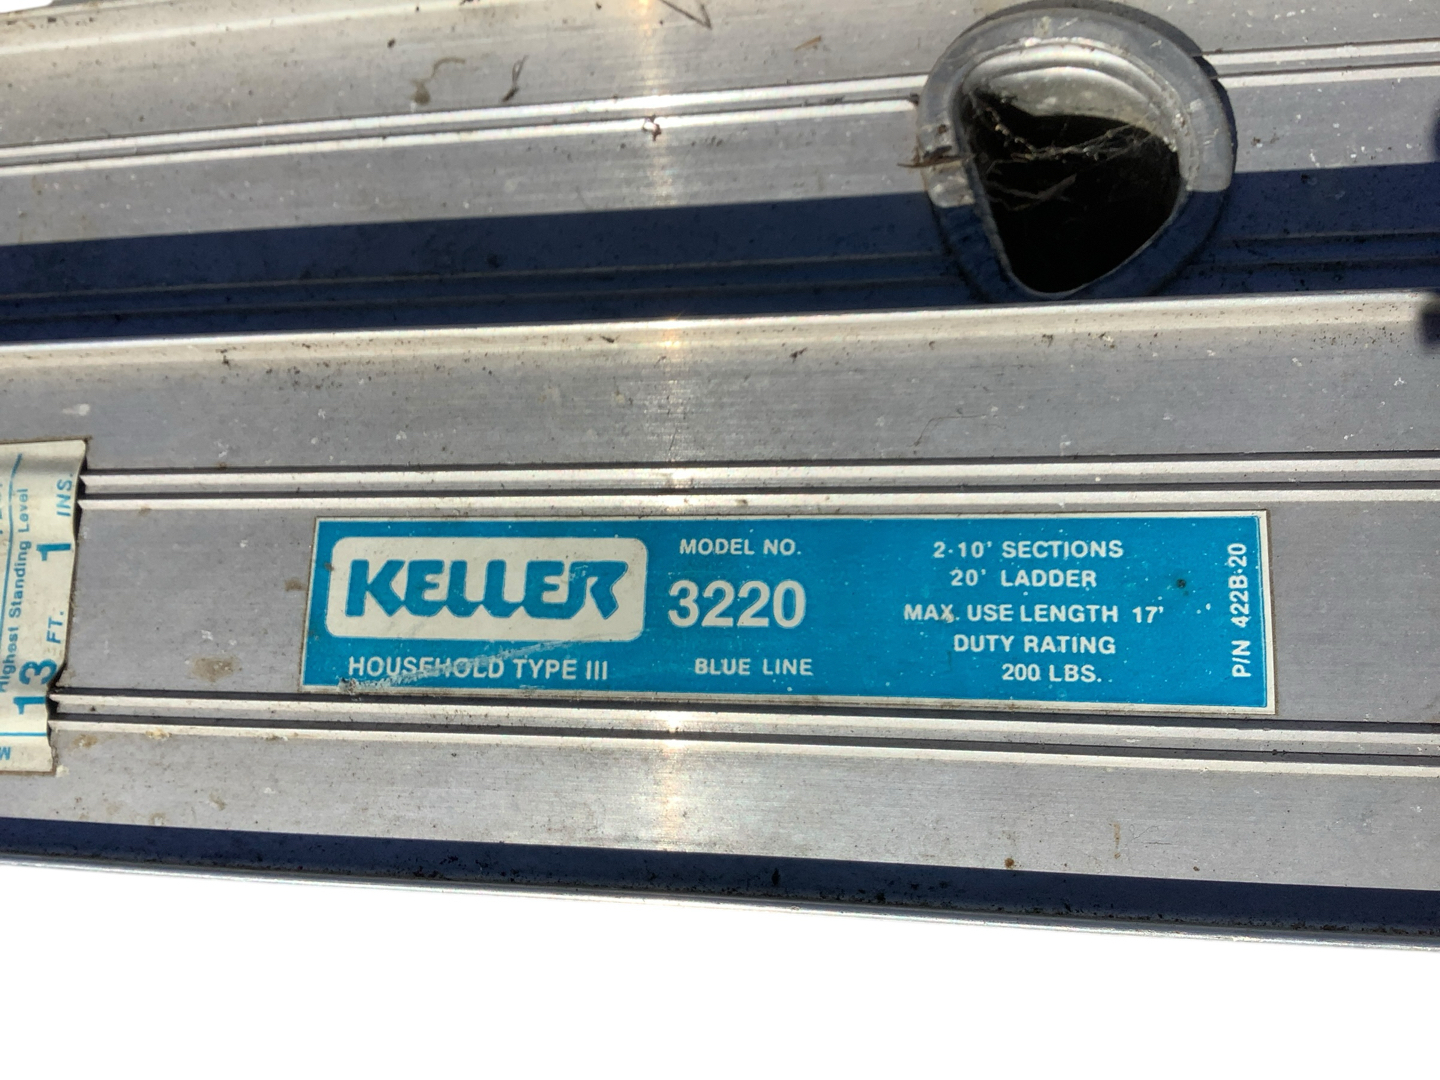 Highest Standing Level
13 FT. 1 INS.
KELLER
HOUSEHOLD TYPE III
MODEL NO.
3220
BLUE LINE
2-10' SECTIONS
20' LADDER
MAX. USE LENGTH 17'
DUTY RATING
200 LBS.
P/N 422B-20